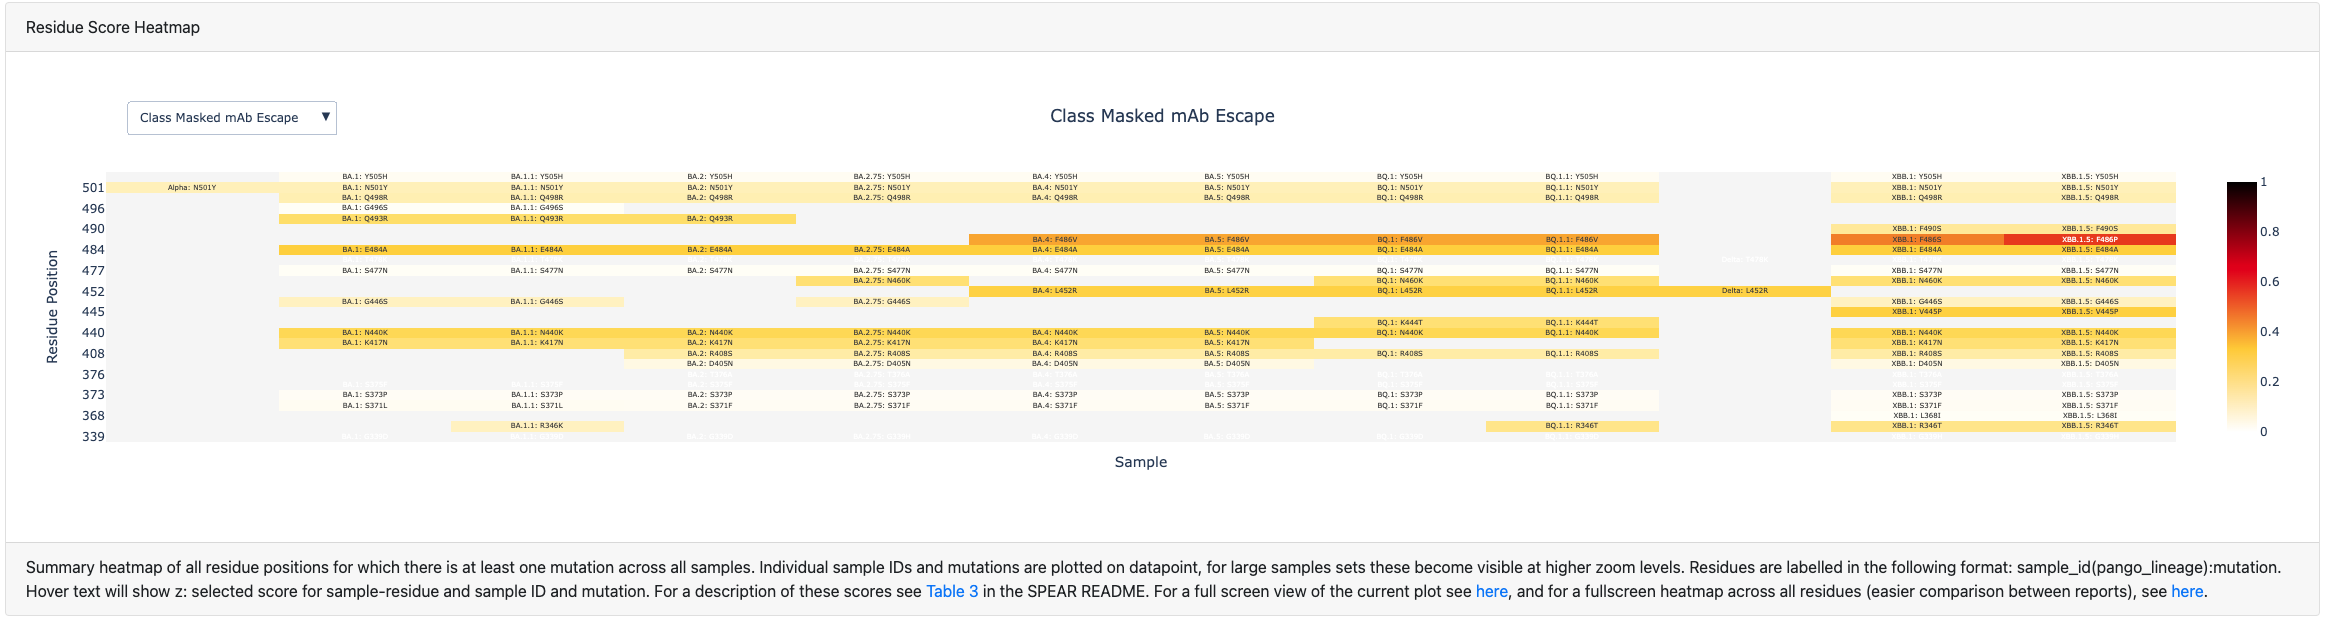 Residue Score Heatmap
Class Masked mAb Escape ▼
Class Masked mAb Escape
Residue Position
BA.1: Y505H BA.1.1: Y505H BA.2: Y505H BA.2.75: Y505H BA.4: Y505H BA.5: Y505H BQ.1: Y505H BQ.1.1: Y505H XBB.1: Y505H XBB.1.5: Y505H
501 Alpha: N501Y BA.1: N501Y BA.1.1: N501Y BA.2: N501Y BA.2.75: N501Y BA.4: N501Y BA.5: N501Y BQ.1: N501Y BQ.1.1: N501Y XBB.1: N501Y XBB.1.5: N501Y
BA.1: Q498R BA.1.1: Q498R BA.2: Q498R BA.2.75: Q498R BA.4: Q498R BA.5: Q498R BQ.1: Q498R BQ.1.1: Q498R XBB.1: Q498R XBB.1.5: Q498R
496 BA.1: G496S BA.1.1: G496S
BA.1: Q493R BA.1.1: Q493R BA.2: Q493R
490 XBB.1: F490S XBB.1.5: F490S
BA.4: F486V BA.5: F486V BQ.1: F486V BQ.1.1: F486V XBB.1: F486S XBB.1.5: F486P
484 BA.1: E484A BA.1.1: E484A BA.2: E484A BA.2.75: E484A BA.4: E484A BA.5: E484A BQ.1: E484A BQ.1.1: E484A XBB.1: E484A XBB.1.5: E484A
477 BA.1: S477N BA.1.1: S477N BA.2: S477N BA.2.75: S477N BA.4: S477N BA.5: S477N BQ.1: S477N BQ.1.1: S477N XBB.1: S477N XBB.1.5: S477N
BA.2.75: N460K BQ.1: N460K BQ.1.1: N460K XBB.1: N460K XBB.1.5: N460K
452 BA.4: L452R BA.5: L452R BQ.1: L452R BQ.1.1: L452R Delta: L452R
BA.1: G446S BA.1.1: G446S BA.2.75: G446S XBB.1: G446S XBB.1.5: G446S
445 XBB.1: V445P XBB.1.5: V445P
BQ.1: K444T BQ.1.1: K444T
440 BA.1: N440K BA.1.1: N440K BA.2: N440K BA.2.75: N440K BA.4: N440K BA.5: N440K BQ.1: N440K BQ.1.1: N440K XBB.1: N440K XBB.1.5: N440K
BA.1: K417N BA.1.1: K417N BA.2: K417N BA.2.75: K417N BA.4: K417N BA.5: K417N XBB.1: K417N XBB.1.5: K417N
408 BA.2: R408S BA.2.75: R408S BA.4: R408S BA.5: R408S BQ.1: R408S BQ.1.1: R408S XBB.1: R408S XBB.1.5: R408S
BA.2: D405N BA.2.75: D405N BA.4: D405N BA.5: D405N XBB.1: D405N XBB.1.5: D405N
376
373 BA.1: S373P BA.1.1: S373P BA.2: S373P BA.2.75: S373P BA.4: S373P BA.5: S373P BQ.1: S373P BQ.1.1: S373P XBB.1: S373P XBB.1.5: S373P
BA.1: S371L BA.1.1: S371L BA.2: S371F BA.2.75: S371F BA.4: S371F BA.5: S371F BQ.1: S371F BQ.1.1: S371F XBB.1: S371F XBB.1.5: S371F
368 XBB.1: L368I XBB.1.5: L368I
BA.1.1: R346K BQ.1.1: R346T XBB.1: R346T XBB.1.5: R346T
339
Sample
1
0.8
0.6
0.4
0.2
0
Summary heatmap of all residue positions for which there is at least one mutation across all samples. Individual sample IDs and mutations are plotted on datapoint, for large samples sets these become visible at higher zoom levels. Residues are labelled in the following format: sample_id(pango_lineage):mutation.
Hover text will show z: selected score for sample-residue and sample ID and mutation. For a description of these scores see Table 3 in the SPEAR README. For a full screen view of the current plot see here, and for a fullscreen heatmap across all residues (easier comparison between reports), see here.